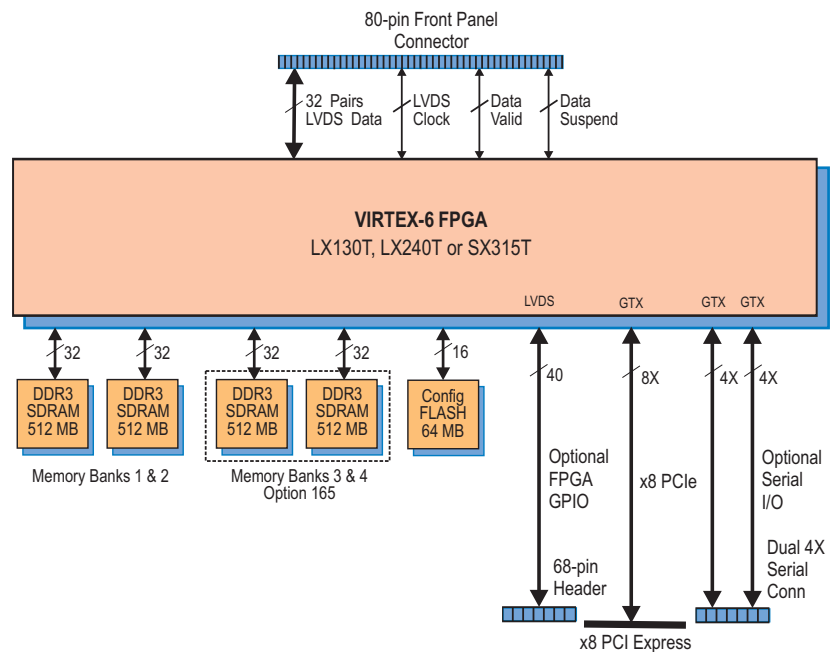 80-pin Front Panel
Connector
32 Pairs
LVDS Data
LVDS
Clock
Data
Valid
Data
Suspend
VIRTEX-6 FPGA
LX130T, LX240T or SX315T
LVDS
GTX
GTX
GTX
32
32
32
32
16
40
8X
4X
4X
DDR3
SDRAM
512 MB
DDR3
SDRAM
512 MB
DDR3
SDRAM
512 MB
DDR3
SDRAM
512 MB
Config
FLASH
64 MB
Memory Banks 1 & 2
Memory Banks 3 & 4
Option 165
Optional
FPGA
GPIO
x8 PCIe
Optional
Serial
I/O
68-pin
Header
Dual 4X
Serial
Conn
x8 PCI Express